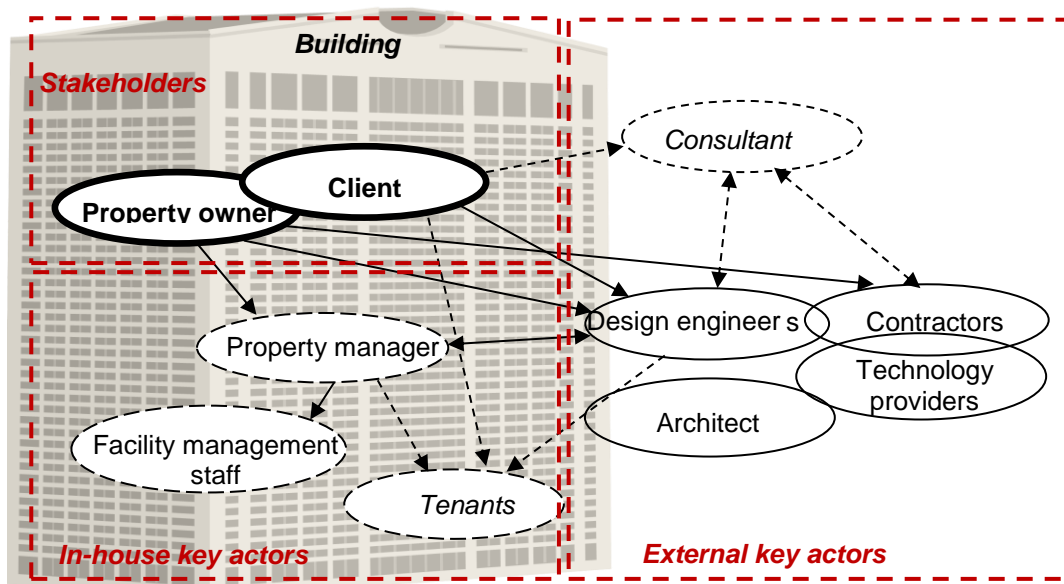 Building
Stakeholders
Consultant
Client
Property owner
Design engineer s
Contractors
Property manager
Technology
providers
Architect
Facility management
staff
Tenants
In-house key actors
External key actors